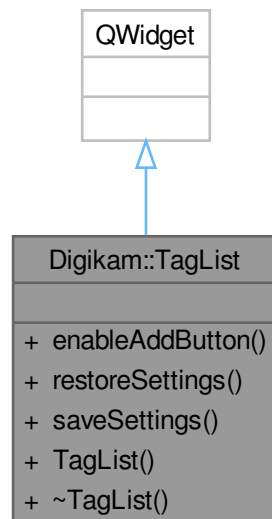 QWidget
Digikam::TagList
+ enableAddButton()
+ restoreSettings()
+ saveSettings()
+ TagList()
+ ~TagList()